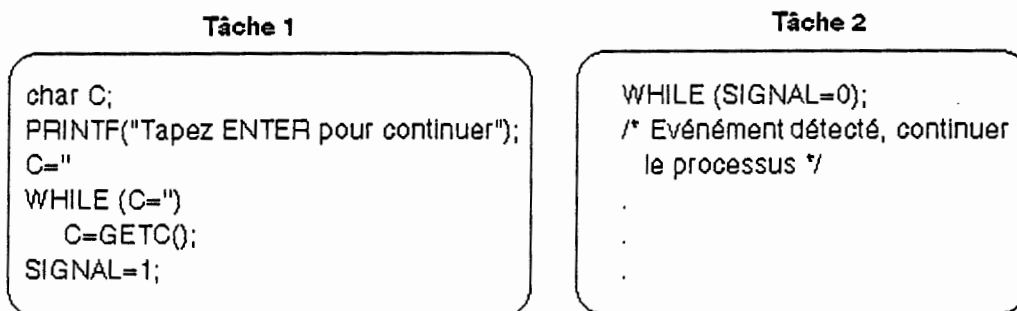 Tâche 1
char C;
PRINTF("Tapez ENTER pour continuer");
C=''
WHILE (C='')
C=GETC();
SIGNAL=1;
Tâche 2
WHILE (SIGNAL=0);
/* Evénément détecté, continuer
le processus */
.
.
.